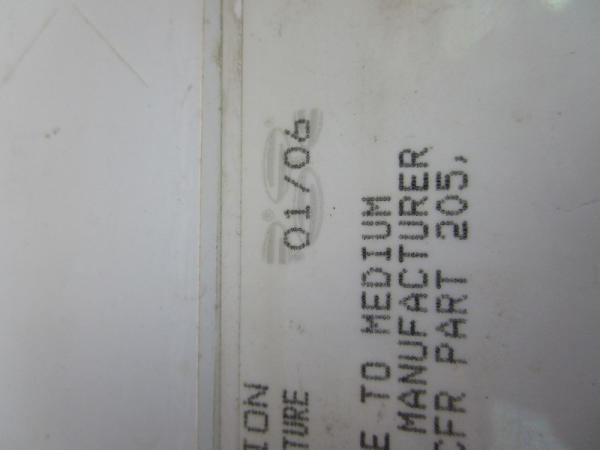 ION
TURE 01/06
E TO MEDIUM
MANUFACTURER
CFR PART 205,